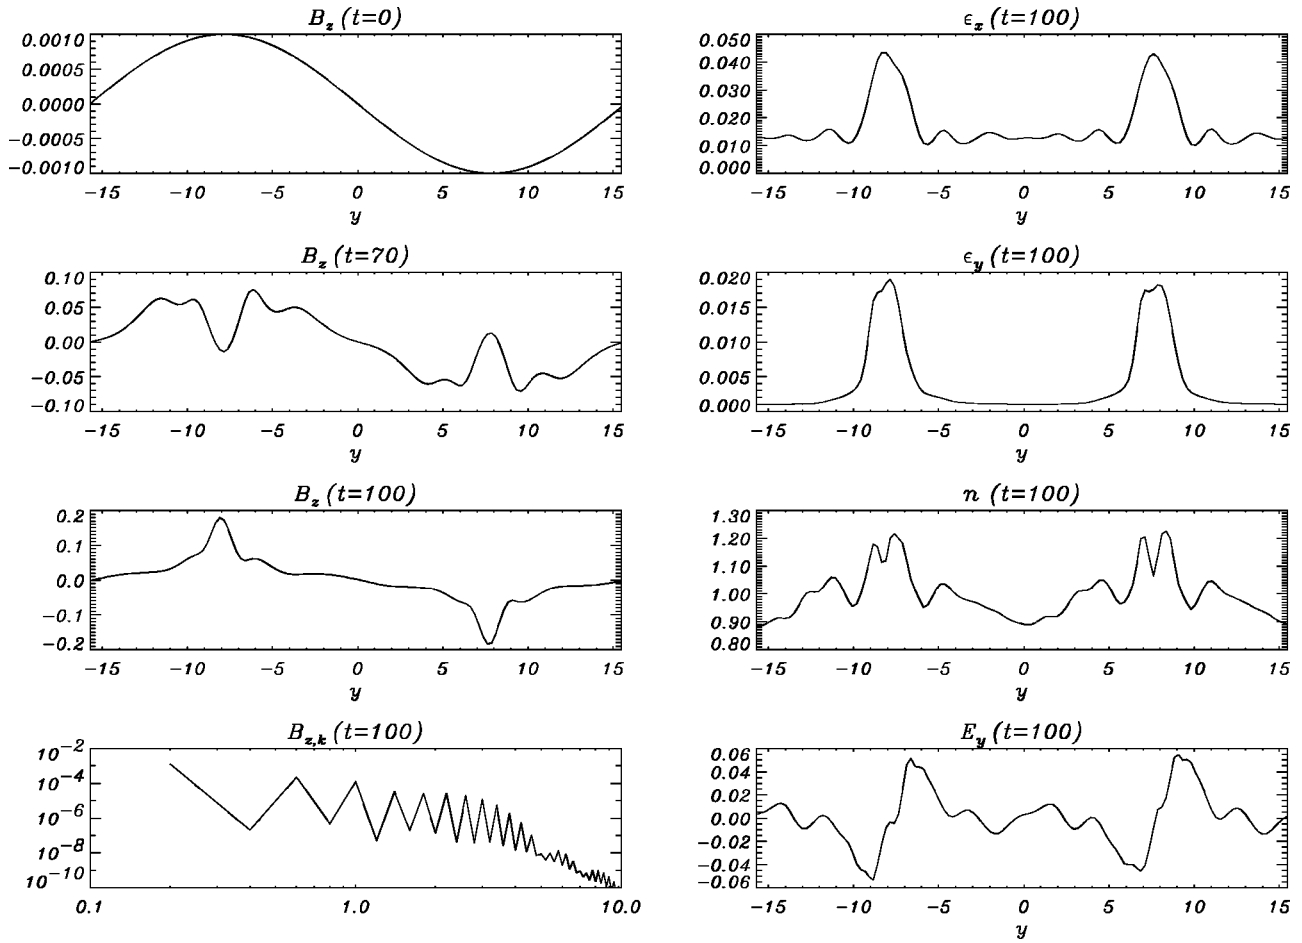 B_z (t=0)
0.0010
0.0005
0.0000
−0.0005
−0.0010
−15 −10 −5 0 5 10 15
y
B_z (t=70)
0.10
0.05
0.00
−0.05
−0.10
−15 −10 −5 0 5 10 15
y
B_z (t=100)
0.2
0.1
0.0
−0.1
−0.2
−15 −10 −5 0 5 10 15
y
B_z,k (t=100)
10^−2
10^−4
10^−6
10^−8
10^−10
0.1 1.0 10.0
ϵ_x (t=100)
0.050
0.040
0.030
0.020
0.010
0.000
−15 −10 −5 0 5 10 15
y
ϵ_y (t=100)
0.020
0.015
0.010
0.005
0.000
−15 −10 −5 0 5 10 15
y
n (t=100)
1.30
1.20
1.10
1.00
0.90
0.80
−15 −10 −5 0 5 10 15
y
E_y (t=100)
0.06
0.04
0.02
0.00
−0.02
−0.04
−0.06
−15 −10 −5 0 5 10 15
y